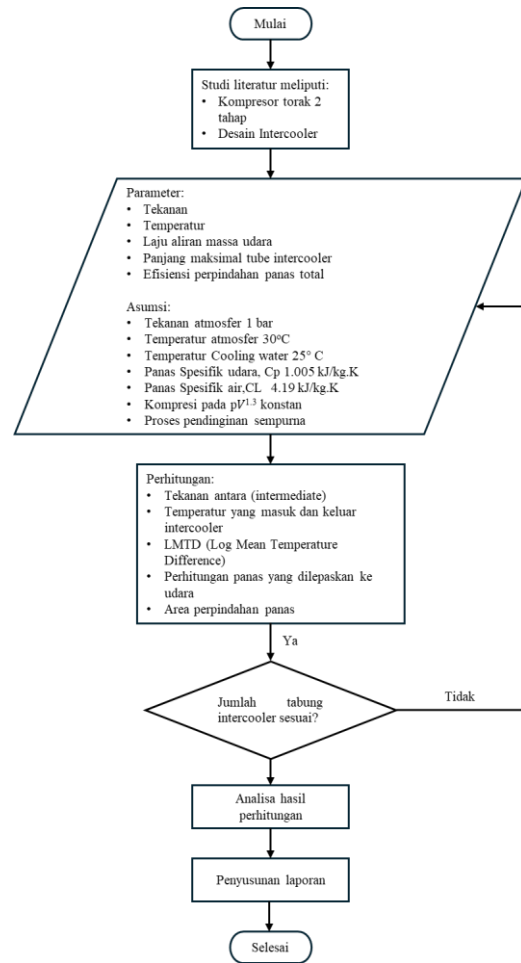 Mulai
Studi literatur meliputi:
• Kompresor torak 2
tahap
• Desain Intercooler
Parameter:
• Tekanan
• Temperatur
• Laju aliran massa udara
• Panjang maksimal tube intercooler
• Efisiensi perpindahan panas total
Asumsi:
• Tekanan atmosfer 1 bar
• Temperatur atmosfer 30°C
• Temperatur Cooling water 25° C
• Panas Spesifik udara, Cp 1.005 kJ/kg.K
• Panas Spesifik air,CL 4.19 kJ/kg.K
• Kompresi pada pV¹·³ konstan
• Proses pendinginan sempurna
Perhitungan:
• Tekanan antara (intermediate)
• Temperatur yang masuk dan keluar
intercooler
• LMTD (Log Mean Temperature
Difference)
• Perhitungan panas yang dilepaskan ke
udara
• Area perpindahan panas
Ya
Jumlah tabung
intercooler sesuai?
Tidak
Analisa hasil
perhitungan
Penyusunan laporan
Selesai